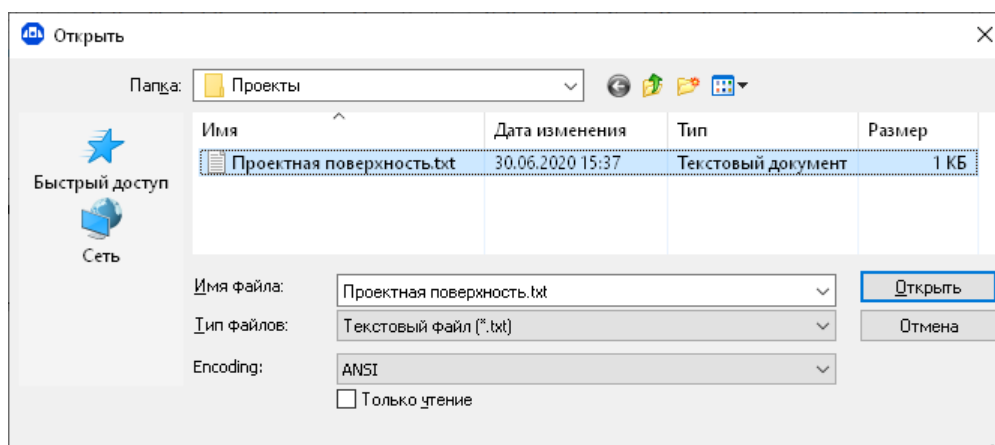 Открыть
Папка: Проекты
Имя Дата изменения Тип Размер
Проектная поверхность.txt 30.06.2020 15:37 Текстовый документ 1 КБ
Быстрый доступ
Сеть
Имя файла: Проектная поверхность.txt Открыть
Тип файлов: Текстовый файл (*.txt) Отмена
Encoding: ANSI
Только чтение